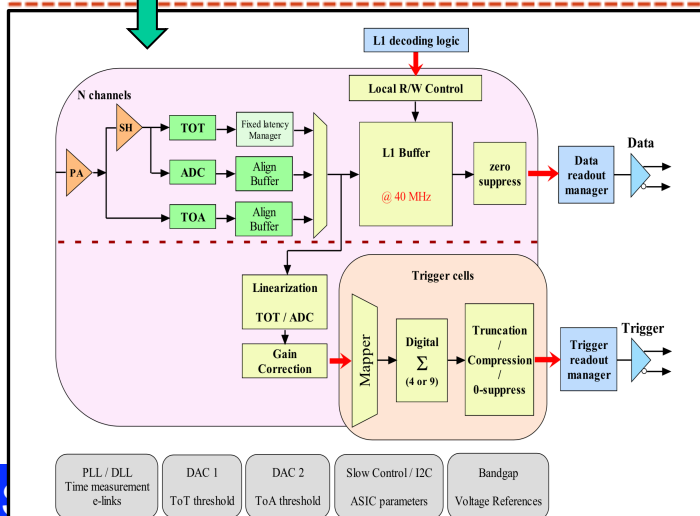 L1 decoding logic
N channels
Local R/W Control
SH
TOT
Fixed latency
Manager
PA
ADC
Align
Buffer
TOA
Align
Buffer
L1 Buffer
@ 40 MHz
zero
suppress
Data
readout
manager
Data
Linearization
TOT / ADC
Gain
Correction
Trigger cells
Mapper
Digital
Σ
(4 or 9)
Truncation
/
Compression
/
0-suppress
Trigger
readout
manager
Trigger
PLL / DLL
Time measurement
e-links
DAC 1
ToT threshold
DAC 2
ToA threshold
Slow Control / I2C
ASIC parameters
Bandgap
Voltage References